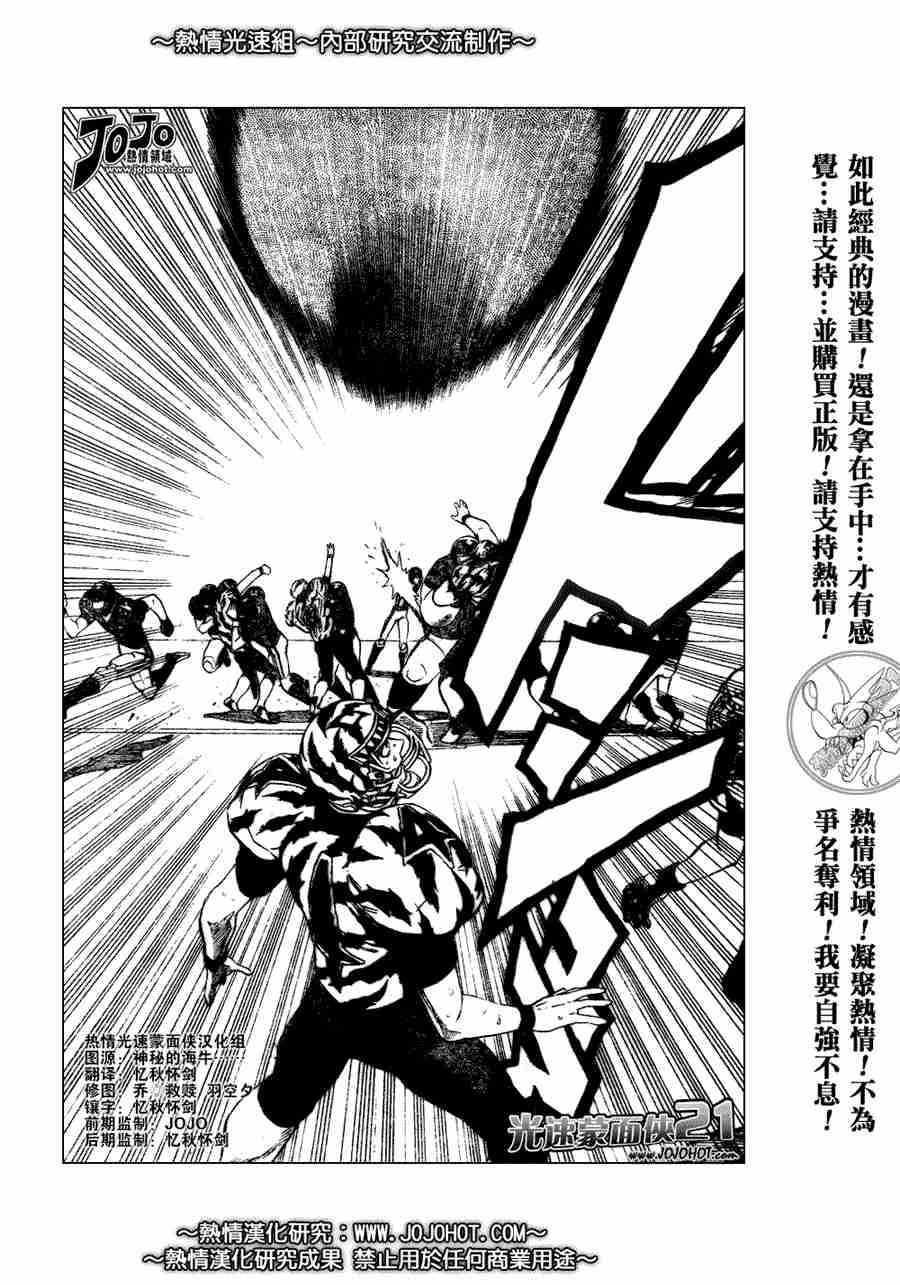 ～熱情光速組～內部研究交流制作～
JOJO
熱情領域
www.jojohot.com
如此經典的漫畫！還是拿在手中…才有感
覺…請支持…並購買正版！請支持熱情！
熱情領域！凝聚熱情！不為
爭名奪利！我要自強不息！
ドドン
热情光速蒙面侠汉化组
图源：神秘的海牛……
翻译：忆秋怀剑
修图：乔、救赎 羽空夕
镶字：忆秋怀剑
前期监制：JOJO
后期监制：忆秋怀剑
光速蒙面俠21
www.JOJOHOT.com
～熱情漢化研究：WWW.JOJOHOT.COM～
～熱情漢化研究成果 禁止用於任何商業用途～